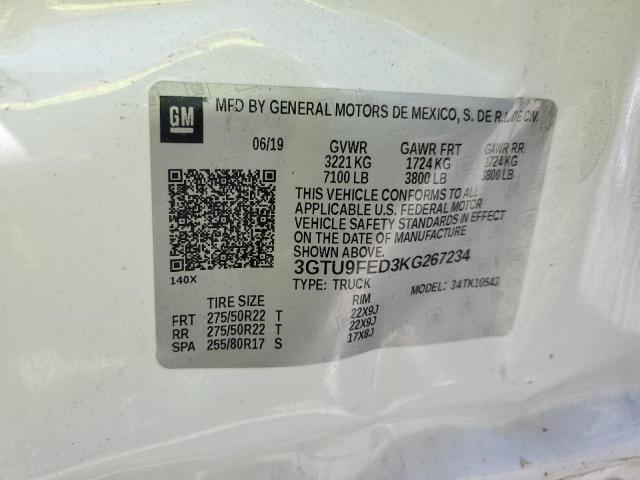 GM MFD BY GENERAL MOTORS DE MEXICO, S. DE R.L. DE C.V.
06/19 GVWR GAWR FRT GAWR RR
3221 KG 1724 KG 1724 KG
7100 LB 3800 LB 3800 LB
THIS VEHICLE CONFORMS TO ALL
APPLICABLE U.S. FEDERAL MOTOR
VEHICLE SAFETY STANDARDS IN EFFECT
ON THE DATE OF MANUFACTURE
SHOWN ABOVE.
3GTU9FED3KG267234
140X TYPE: TRUCK MODEL: 34TK10543
TIRE SIZE RIM
FRT 275/50R22 T 22X9J
RR 275/50R22 T 22X9J
SPA 255/80R17 S 17X8J